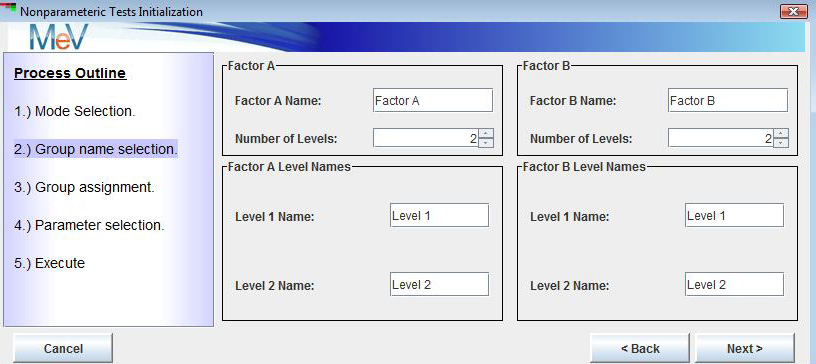 Nonparameteric Tests Initialization
MeV
Process Outline
1.) Mode Selection.
2.) Group name selection.
3.) Group assignment.
4.) Parameter selection.
5.) Execute
Factor A
Factor A Name: Factor A
Number of Levels: 2
Factor A Level Names
Level 1 Name: Level 1
Level 2 Name: Level 2
Factor B
Factor B Name: Factor B
Number of Levels: 2
Factor B Level Names
Level 1 Name: Level 1
Level 2 Name: Level 2
Cancel
< Back
Next >